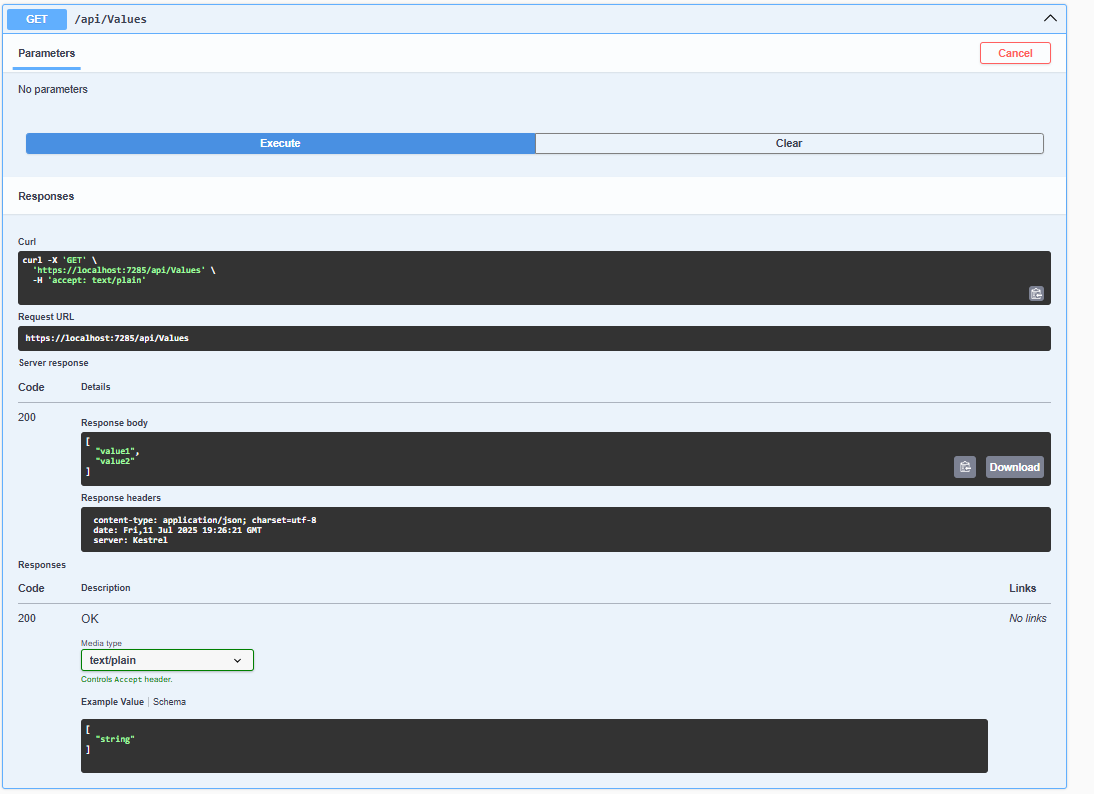 GET /api/Values
Parameters Cancel
No parameters
Execute Clear
Responses
Curl
curl -X 'GET' \
  'https://localhost:7285/api/Values' \
  -H 'accept: text/plain'
Request URL
https://localhost:7285/api/Values
Server response
Code Details
200
Response body
[
  "value1",
  "value2"
]
Download
Response headers
content-type: application/json; charset=utf-8
date: Fri,11 Jul 2025 19:26:21 GMT
server: Kestrel
Responses
Code Description Links
200 OK No links
Media type
text/plain
Controls Accept header.
Example Value | Schema
[
  "string"
]